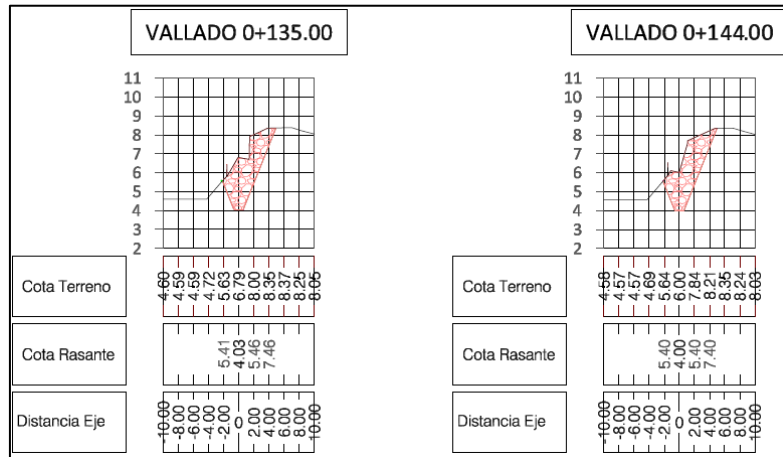 VALLADO 0+135.00
11
10
9
8
7
6
5
4
3
2
Cota Terreno
4.60 4.59 4.59 4.72 5.63 6.79 8.00 8.35 8.37 8.25 8.05
Cota Rasante
5.41 4.03 5.46 7.46
Distancia Eje
-10.00 -8.00 -6.00 -4.00 -2.00 0 2.00 4.00 6.00 8.00 10.00
VALLADO 0+144.00
11
10
9
8
7
6
5
4
3
2
Cota Terreno
4.58 4.57 4.57 4.69 5.64 6.00 7.84 8.21 8.35 8.24 8.03
Cota Rasante
5.40 4.00 5.40 7.40
Distancia Eje
-10.00 -8.00 -6.00 -4.00 -2.00 0 2.00 4.00 6.00 8.00 10.00